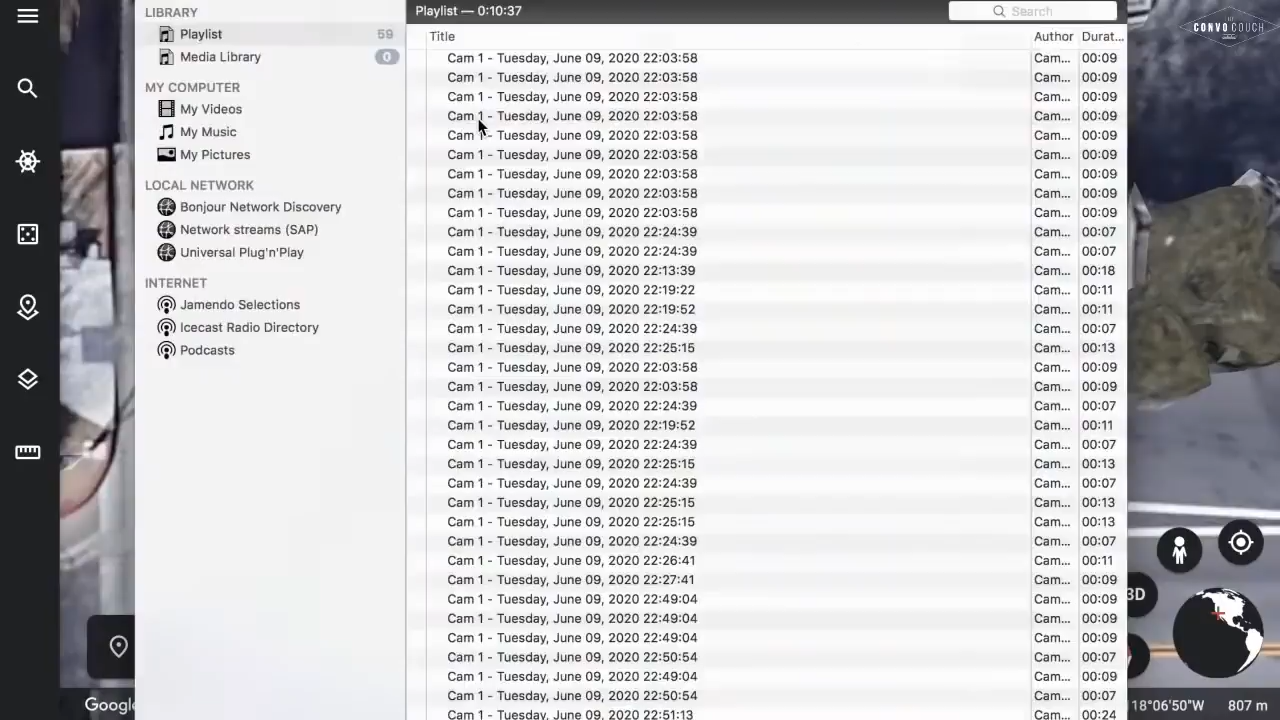 LIBRARY
Playlist 59
Media Library 0
MY COMPUTER
My Videos
My Music
My Pictures
LOCAL NETWORK
Bonjour Network Discovery
Network streams (SAP)
Universal Plug'n'Play
INTERNET
Jamendo Selections
Icecast Radio Directory
Podcasts
Playlist — 0:10:37
Search
CONVO COUCH
Title Author Durat...
Cam 1 - Tuesday, June 09, 2020 22:03:58 Cam... 00:09
Cam 1 - Tuesday, June 09, 2020 22:03:58 Cam... 00:09
Cam 1 - Tuesday, June 09, 2020 22:03:58 Cam... 00:09
Cam 1 - Tuesday, June 09, 2020 22:03:58 Cam... 00:09
Cam 1 - Tuesday, June 09, 2020 22:03:58 Cam... 00:09
Cam 1 - Tuesday, June 09, 2020 22:03:58 Cam... 00:09
Cam 1 - Tuesday, June 09, 2020 22:03:58 Cam... 00:09
Cam 1 - Tuesday, June 09, 2020 22:03:58 Cam... 00:09
Cam 1 - Tuesday, June 09, 2020 22:03:58 Cam... 00:09
Cam 1 - Tuesday, June 09, 2020 22:24:39 Cam... 00:07
Cam 1 - Tuesday, June 09, 2020 22:24:39 Cam... 00:07
Cam 1 - Tuesday, June 09, 2020 22:13:39 Cam... 00:18
Cam 1 - Tuesday, June 09, 2020 22:19:22 Cam... 00:11
Cam 1 - Tuesday, June 09, 2020 22:19:52 Cam... 00:11
Cam 1 - Tuesday, June 09, 2020 22:24:39 Cam... 00:07
Cam 1 - Tuesday, June 09, 2020 22:25:15 Cam... 00:13
Cam 1 - Tuesday, June 09, 2020 22:03:58 Cam... 00:09
Cam 1 - Tuesday, June 09, 2020 22:03:58 Cam... 00:09
Cam 1 - Tuesday, June 09, 2020 22:24:39 Cam... 00:07
Cam 1 - Tuesday, June 09, 2020 22:19:52 Cam... 00:11
Cam 1 - Tuesday, June 09, 2020 22:24:39 Cam... 00:07
Cam 1 - Tuesday, June 09, 2020 22:25:15 Cam... 00:13
Cam 1 - Tuesday, June 09, 2020 22:24:39 Cam... 00:07
Cam 1 - Tuesday, June 09, 2020 22:25:15 Cam... 00:13
Cam 1 - Tuesday, June 09, 2020 22:25:15 Cam... 00:13
Cam 1 - Tuesday, June 09, 2020 22:24:39 Cam... 00:07
Cam 1 - Tuesday, June 09, 2020 22:26:41 Cam... 00:11
Cam 1 - Tuesday, June 09, 2020 22:27:41 Cam... 00:09
Cam 1 - Tuesday, June 09, 2020 22:49:04 Cam... 00:09
Cam 1 - Tuesday, June 09, 2020 22:49:04 Cam... 00:09
Cam 1 - Tuesday, June 09, 2020 22:49:04 Cam... 00:09
Cam 1 - Tuesday, June 09, 2020 22:50:54 Cam... 00:07
Cam 1 - Tuesday, June 09, 2020 22:49:04 Cam... 00:09
Cam 1 - Tuesday, June 09, 2020 22:50:54 Cam... 00:07
Cam 1 - Tuesday, June 09, 2020 22:51:13 Cam... 00:24
3D
Google
18°06'50"W 807 m